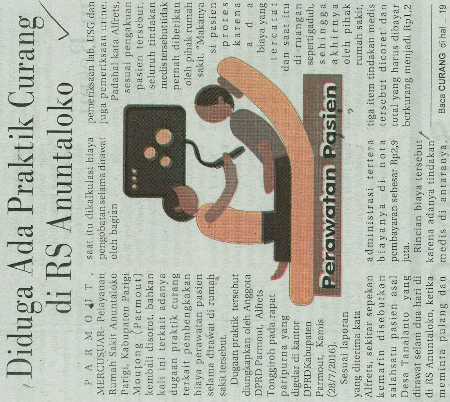 Diduga Ada Praktik Curang
di RS Anuntaloko
PARMOUT,
MERCUSUAR- Pelayanan
Rumah Sakit Anuntaloko
Parigi, Kabupaten Parigi
Moutong (Parmout)
kembali disorot, bahkan
kali ini terkait adanya
dugaan praktik curang
terkait pembengkakan
biaya perawatan pasien
selama dirawat di rumah
sakit tersebut.
Dugaan praktik tersebut
diungkapkan oleh Anggota
DPRD Parmout, Alfrets
Tonggiroh pada rapat
paripurna yang
digelar di kantor
DPRD Kabupaten
Parmout, Kamis
(28/7/2016).
Sesuai laporan
yang diterima kata
Alfrets, sekitar sepekan
kemarin disebutkan
salah satu pasien asal
Desa Tanalanto yang
dirawat selama dua hari di
RS Anuntaloko, ketika
meminta pulang dan
saat itu dikalkulasi biaya
pengobatan selama dirawat
oleh bagian
Perawatan Pasien
administrasi tertera
biayanya di nota
pembayaran sebesar Rp2,9
juta.
Rincian biaya tersebut
karena adanya tindakan
medis di antaranya,
pemeriksaan lab, USG dan
juga pemeriksaan urine.
Padahal kata Alfrets,
sesuai pengakuan
pasien tersebut,
seluruh tindakan
medis tersebut tidak
pernah diberikan
oleh pihak rumah
sakit. "Makanya
si pasien
protes
karena
ada
biaya yang
tercatat
dan saat itu
di ruangan
seperti gaduh,
sehingga
akhirnya
oleh pihak
rumah sakit,
tiga item tindakan medis
tersebut dicoret dan
total yang harus dibayar
berkurang menjadi Rp1,2
Baca CURANG di hal ... 19